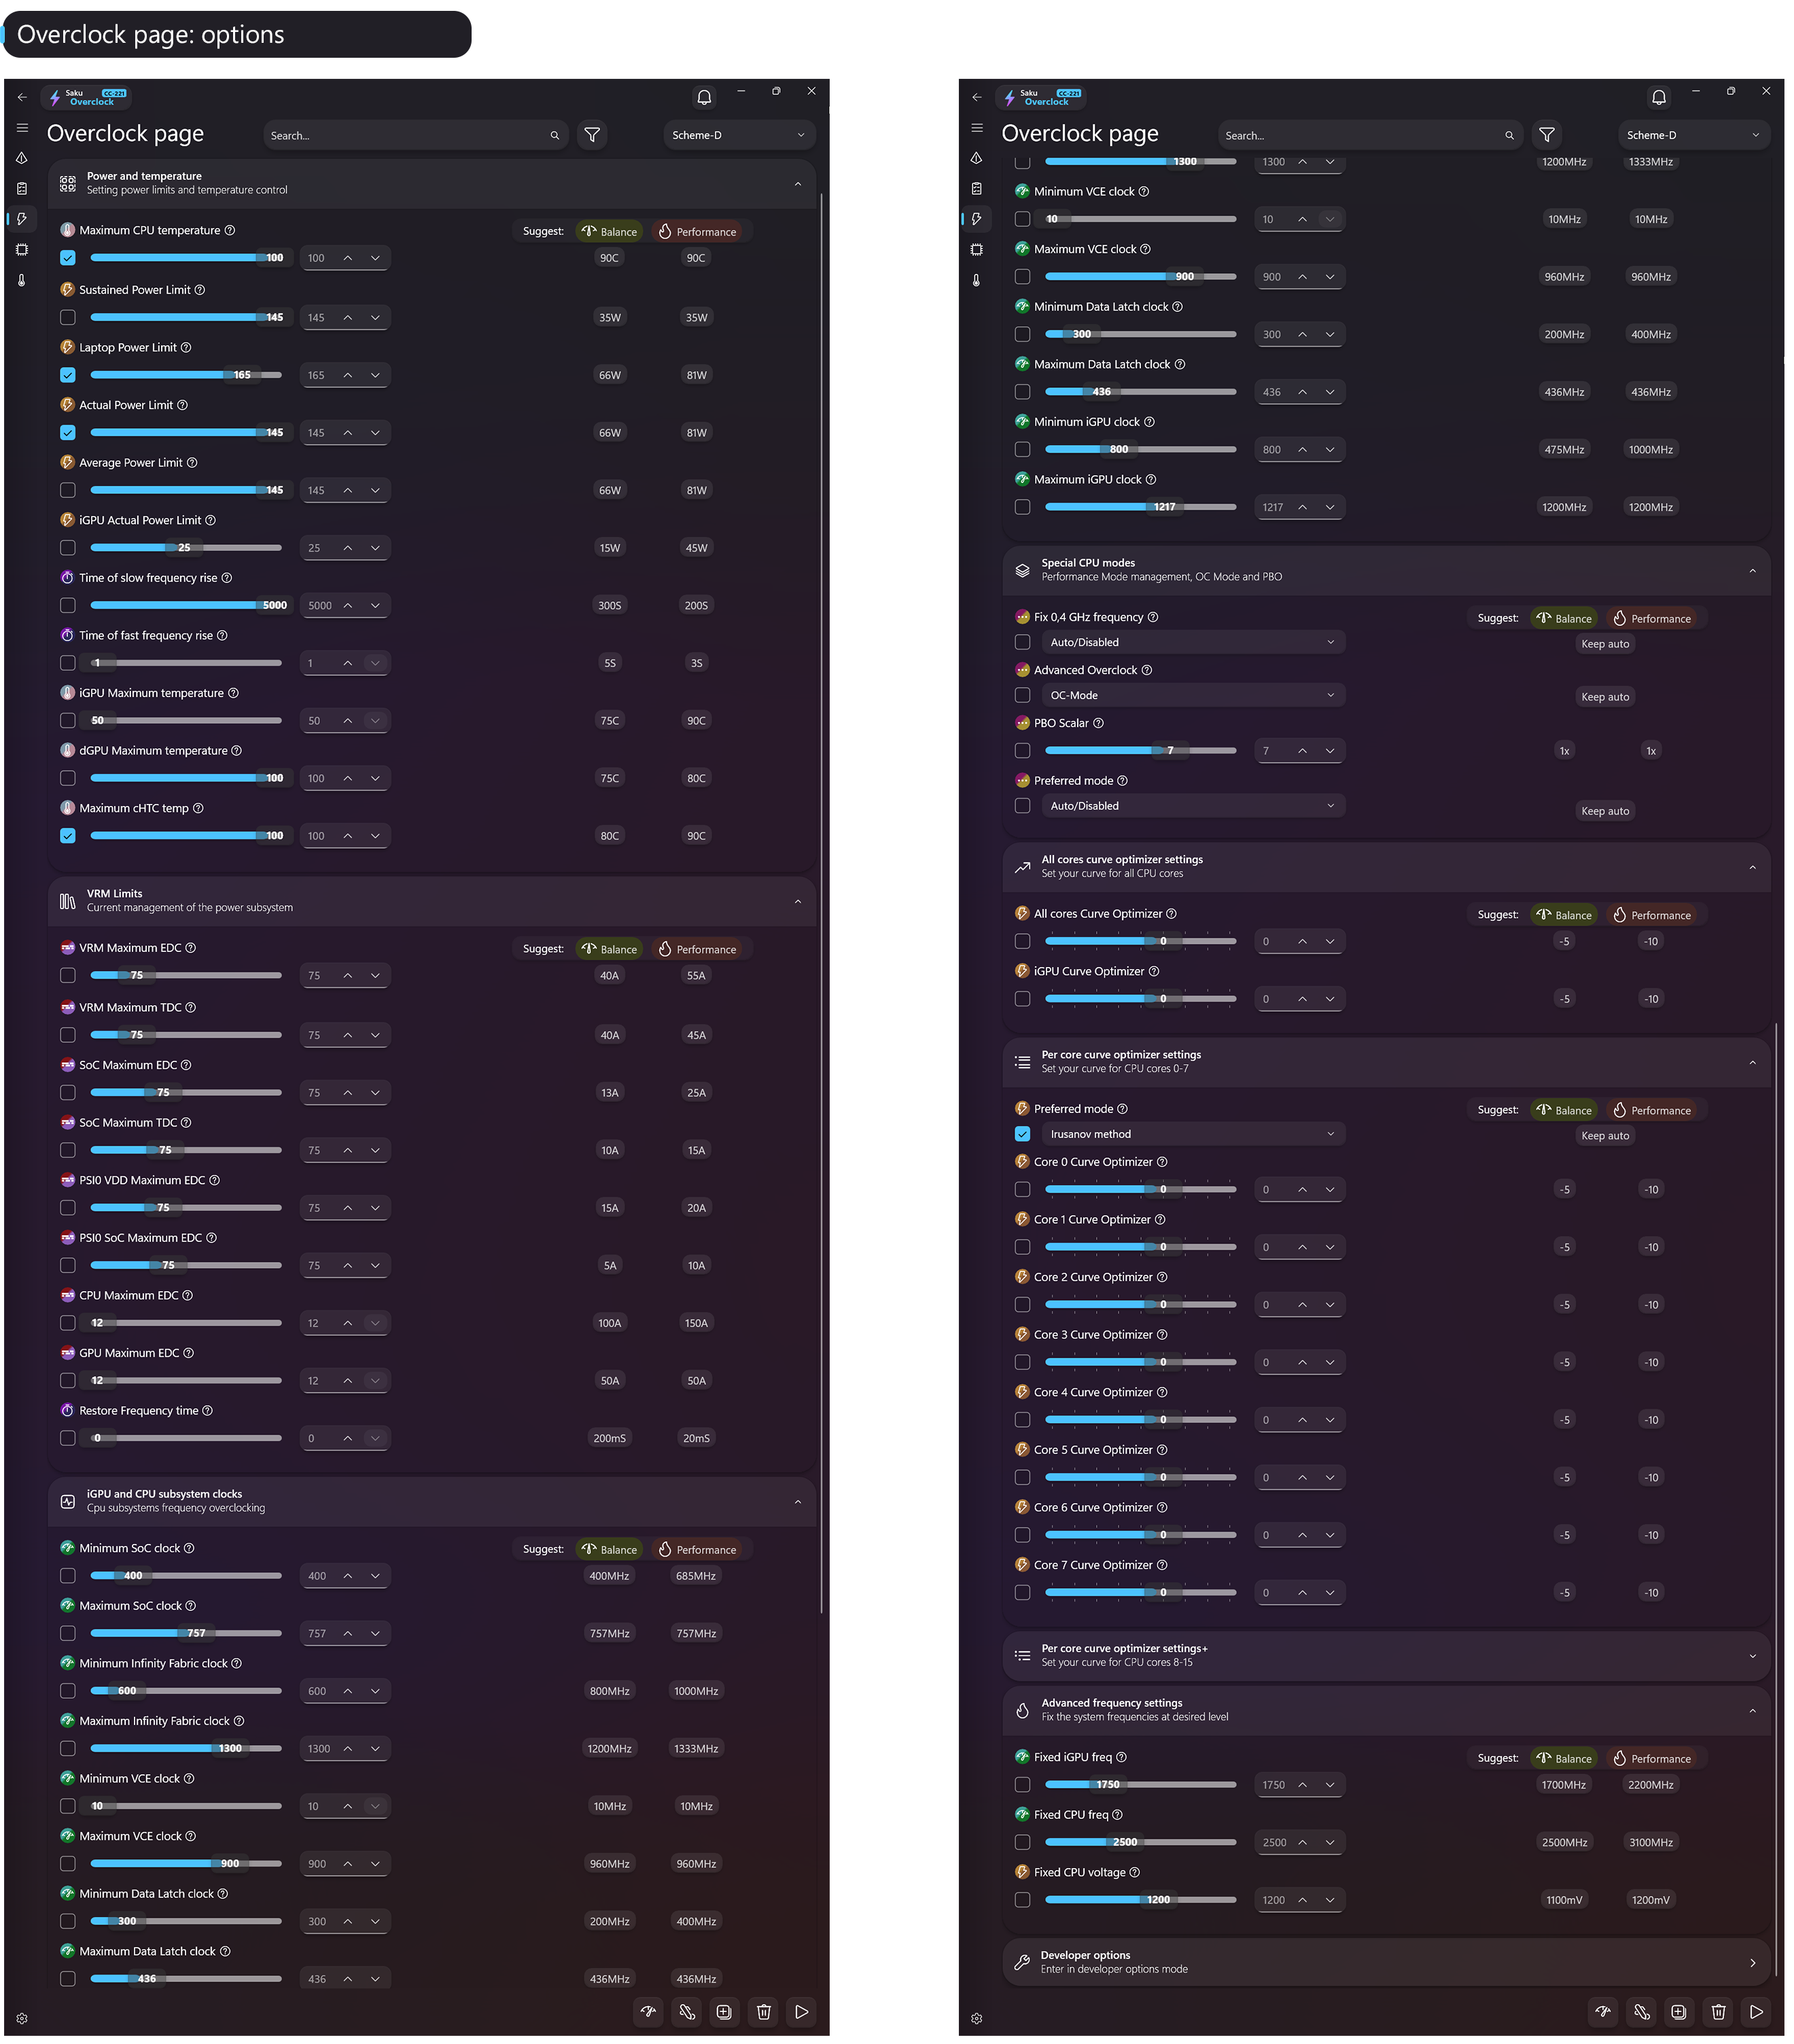 Overclock page: options
Saku CC-221
Overclock
Overclock page
Search...
Scheme-D
Power and temperature
Setting power limits and temperature control
Maximum CPU temperature
Suggest: Balance Performance
100 100 90C 90C
Sustained Power Limit
145 145 35W 35W
Laptop Power Limit
165 165 66W 81W
Actual Power Limit
145 145 66W 81W
Average Power Limit
145 145 66W 81W
iGPU Actual Power Limit
25 25 15W 45W
Time of slow frequency rise
5000 5000 300S 200S
Time of fast frequency rise
1 1 5S 3S
iGPU Maximum temperature
50 50 75C 90C
dGPU Maximum temperature
100 100 75C 80C
Maximum cHTC temp
100 100 80C 90C
VRM Limits
Current management of the power subsystem
VRM Maximum EDC
Suggest: Balance Performance
75 75 40A 55A
VRM Maximum TDC
75 75 40A 45A
SoC Maximum EDC
75 75 13A 25A
SoC Maximum TDC
75 75 10A 15A
PSI0 VDD Maximum EDC
75 75 15A 20A
PSI0 SoC Maximum EDC
75 75 5A 10A
CPU Maximum EDC
12 12 100A 150A
GPU Maximum EDC
12 12 50A 50A
Restore Frequency time
0 0 200mS 20mS
iGPU and CPU subsystem clocks
Cpu subsystems frequency overclocking
Minimum SoC clock
Suggest: Balance Performance
400 400 400MHz 685MHz
Maximum SoC clock
757 757 757MHz 757MHz
Minimum Infinity Fabric clock
600 600 800MHz 1000MHz
Maximum Infinity Fabric clock
1300 1300 1200MHz 1333MHz
Minimum VCE clock
10 10 10MHz 10MHz
Maximum VCE clock
900 900 960MHz 960MHz
Minimum Data Latch clock
300 300 200MHz 400MHz
Maximum Data Latch clock
436 436 436MHz 436MHz
Saku CC-221
Overclock
Overclock page
Search...
Scheme-D
1300 1300 1200MHz 1333MHz
Minimum VCE clock
10 10 10MHz 10MHz
Maximum VCE clock
900 900 960MHz 960MHz
Minimum Data Latch clock
300 300 200MHz 400MHz
Maximum Data Latch clock
436 436 436MHz 436MHz
Minimum iGPU clock
800 800 475MHz 1000MHz
Maximum iGPU clock
1217 1217 1200MHz 1200MHz
Special CPU modes
Performance Mode management, OC Mode and PBO
Fix 0,4 GHz frequency
Suggest: Balance Performance
Auto/Disabled Keep auto
Advanced Overclock
OC-Mode Keep auto
PBO Scalar
7 7 1x 1x
Preferred mode
Auto/Disabled Keep auto
All cores curve optimizer settings
Set your curve for all CPU cores
All cores Curve Optimizer
Suggest: Balance Performance
0 0 -5 -10
iGPU Curve Optimizer
0 0 -5 -10
Per core curve optimizer settings
Set your curve for CPU cores 0-7
Preferred mode
Suggest: Balance Performance
Irusanov method Keep auto
Core 0 Curve Optimizer
0 0 -5 -10
Core 1 Curve Optimizer
0 0 -5 -10
Core 2 Curve Optimizer
0 0 -5 -10
Core 3 Curve Optimizer
0 0 -5 -10
Core 4 Curve Optimizer
0 0 -5 -10
Core 5 Curve Optimizer
0 0 -5 -10
Core 6 Curve Optimizer
0 0 -5 -10
Core 7 Curve Optimizer
0 0 -5 -10
Per core curve optimizer settings+
Set your curve for CPU cores 8-15
Advanced frequency settings
Fix the system frequencies at desired level
Fixed iGPU freq
Suggest: Balance Performance
1750 1750 1700MHz 2200MHz
Fixed CPU freq
2500 2500 2500MHz 3100MHz
Fixed CPU voltage
1200 1200 1100mV 1200mV
Developer options
Enter in developer options mode